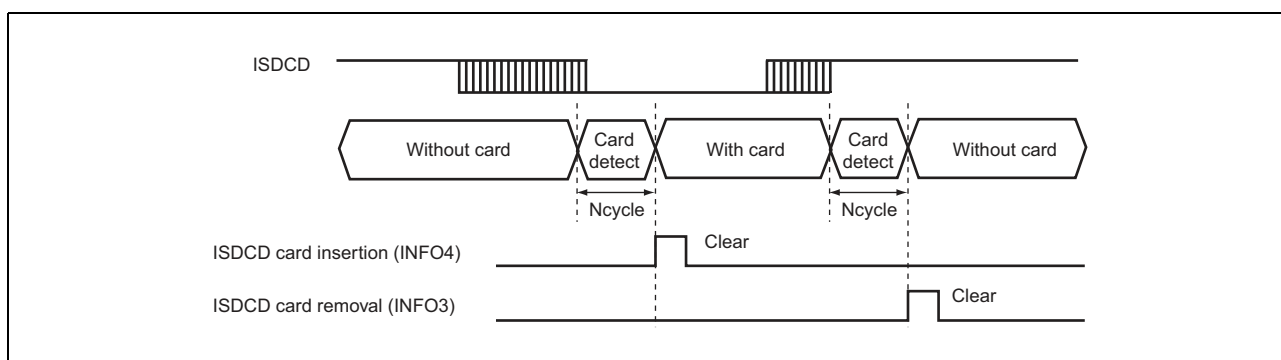 ISDCD
Without card
Card
detect
With card
Card
detect
Without card
Ncycle
Ncycle
ISDCD card insertion (INFO4)
Clear
ISDCD card removal (INFO3)
Clear